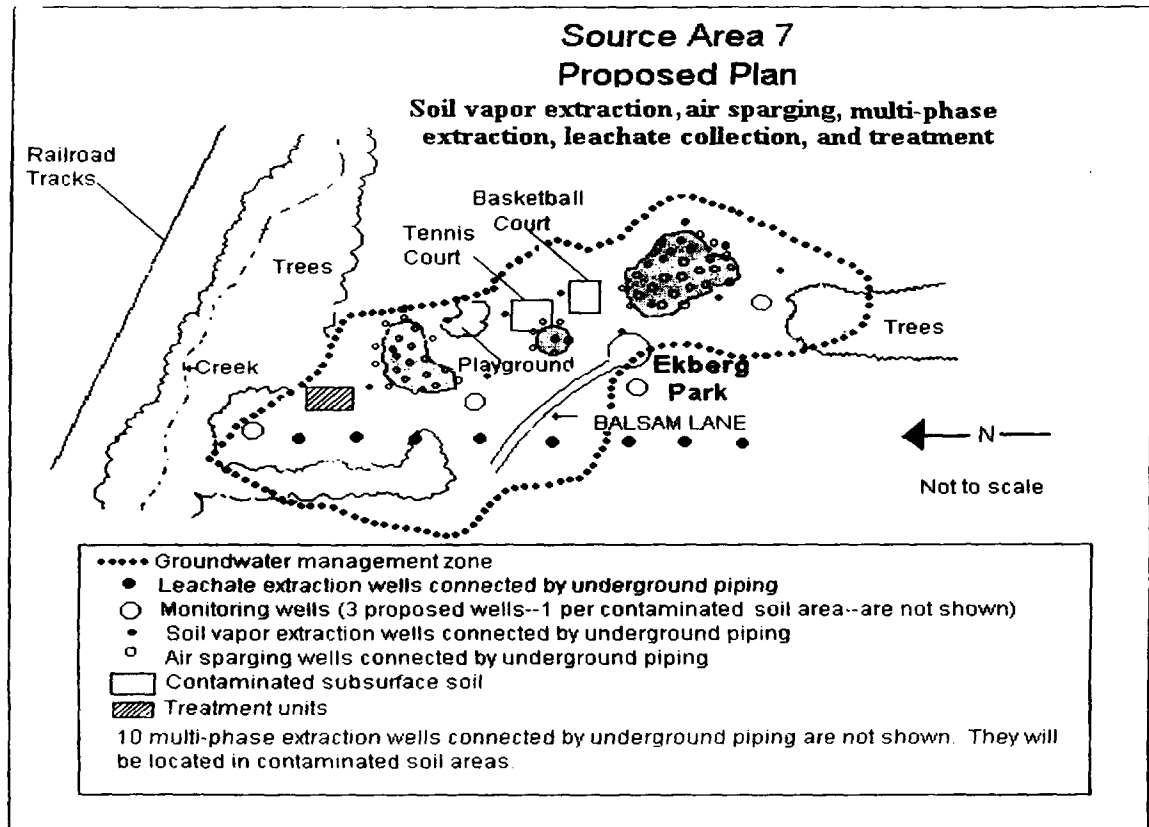 Source Area 7
Proposed Plan
Soil vapor extraction, air sparging, multi-phase
extraction, leachate collection, and treatment
Railroad
Tracks
Basketball
Court
Tennis
Court
Trees
Trees
Creek
Playground
Ekberg
Park
BALSAM LANE
N
Not to scale
Groundwater management zone
Leachate extraction wells connected by underground piping
Monitoring wells (3 proposed wells--1 per contaminated soil area--are not shown)
Soil vapor extraction wells connected by underground piping
Air sparging wells connected by underground piping
Contaminated subsurface soil
Treatment units
10 multi-phase extraction wells connected by underground piping are not shown. They will
be located in contaminated soil areas.